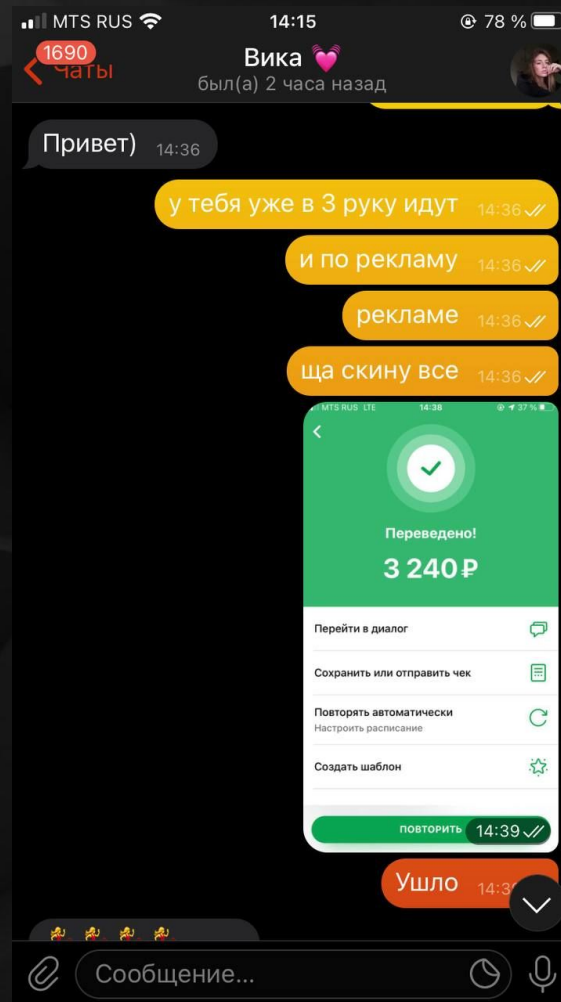 MTS RUS 14:15 78 %
1690
Чаты
Вика
был(а) 2 часа назад
Привет) 14:36
у тебя уже в 3 руку идут 14:36
и по рекламу 14:36
рекламе 14:36
ща скину все 14:36
MTS RUS LTE 14:38 37 %
Переведено!
3 240 ₽
Перейти в диалог
Сохранить или отправить чек
Повторять автоматически
Настроить расписание
Создать шаблон
ПОВТОРИТЬ 14:39
Ушло
Сообщение...